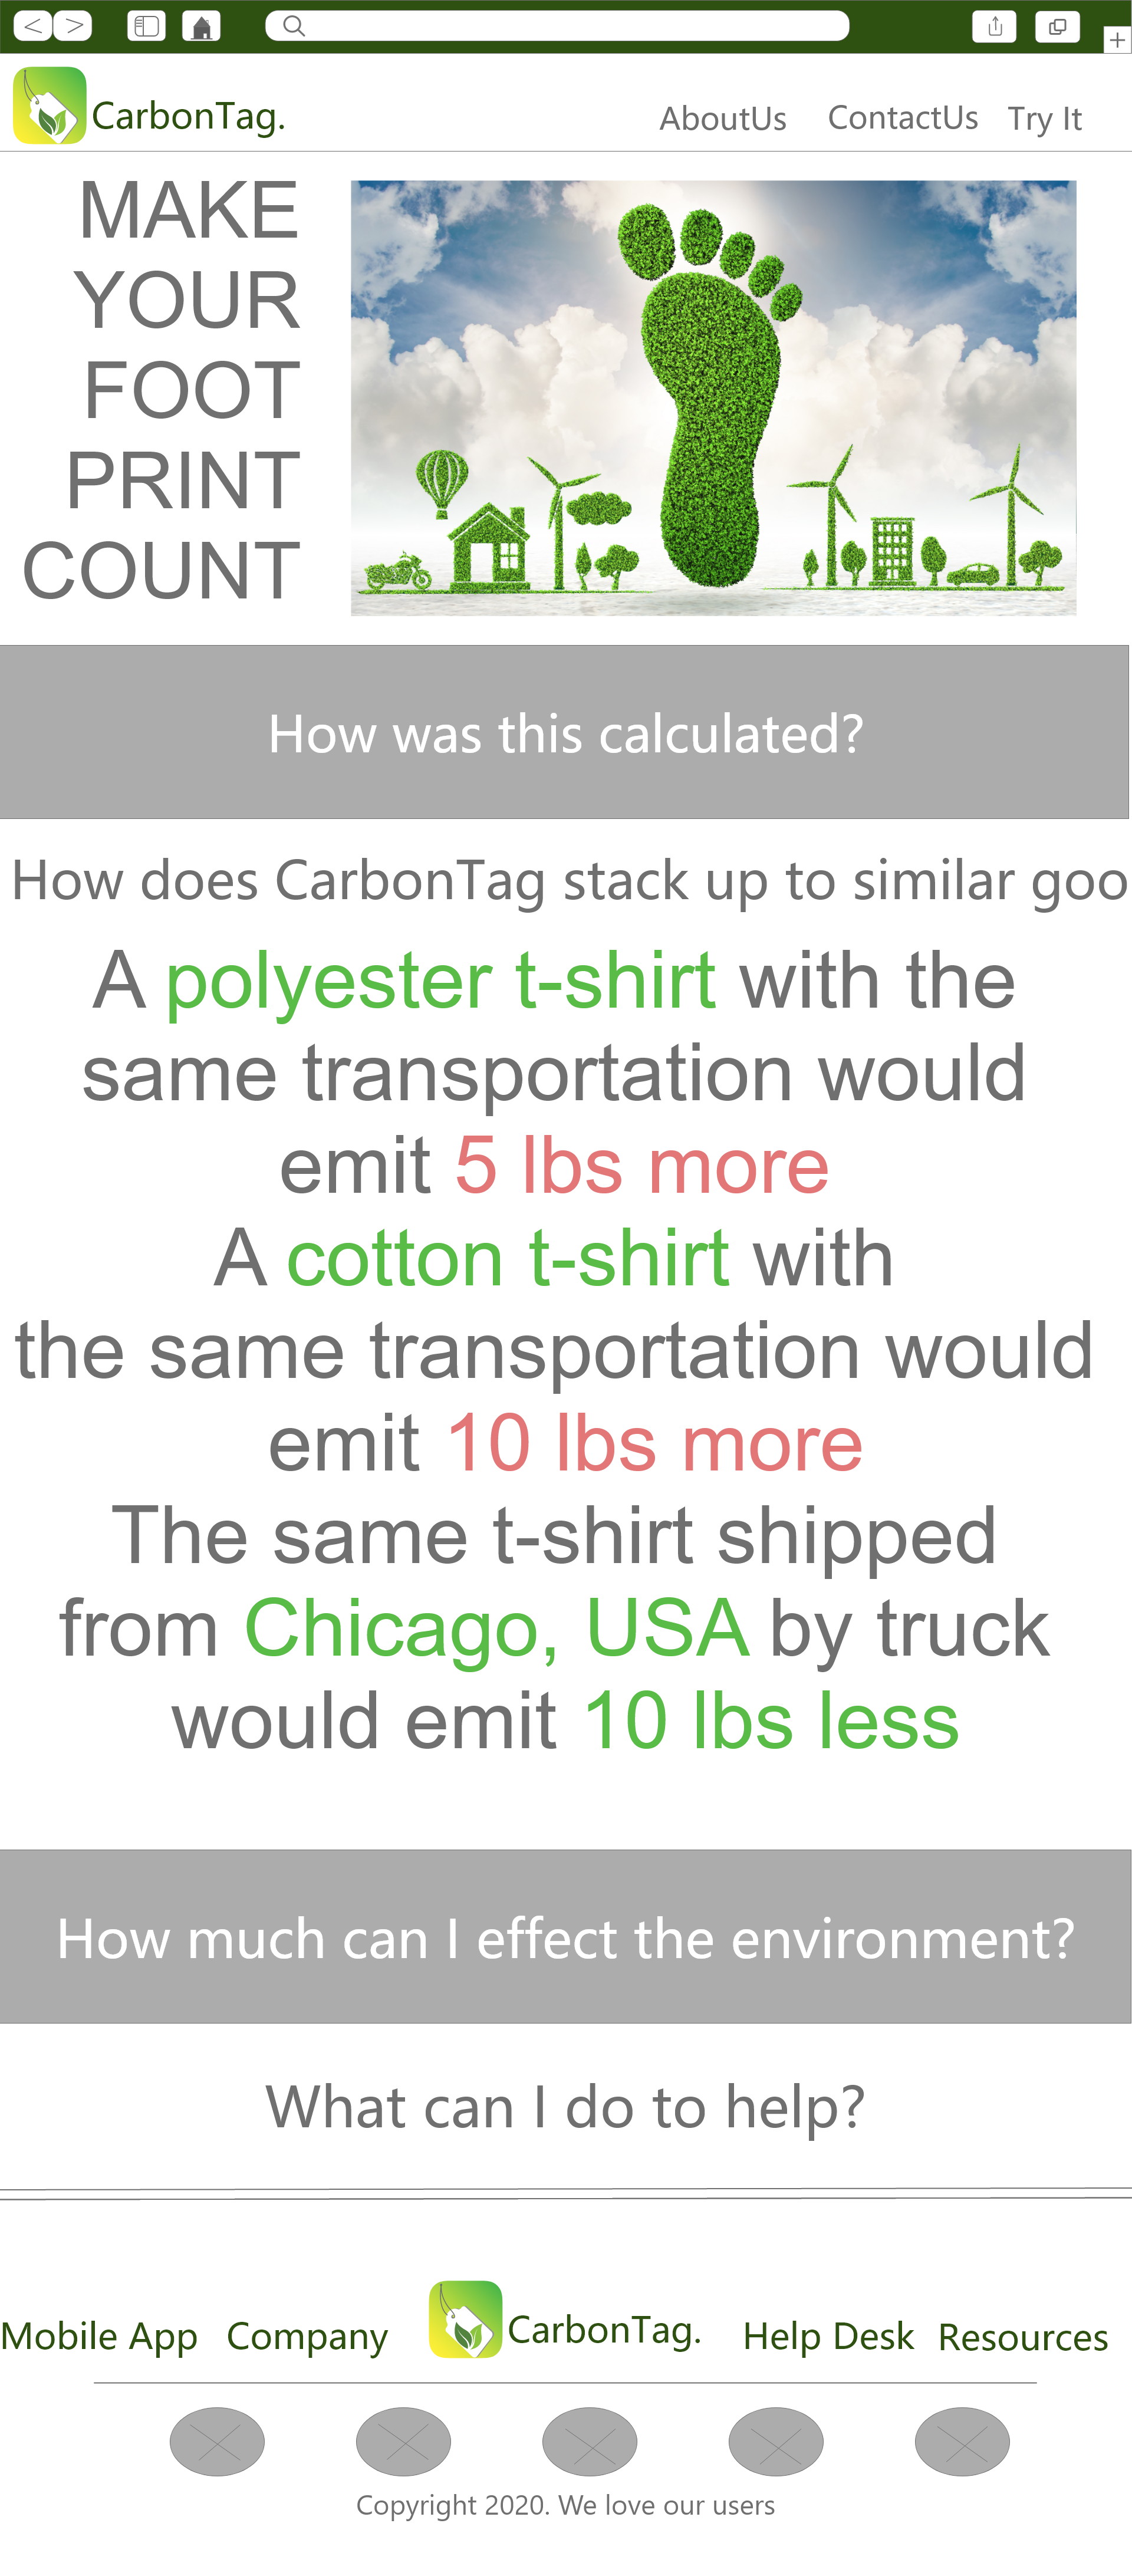 CarbonTag.
AboutUs ContactUs Try It
MAKE
YOUR
FOOT
PRINT
COUNT
How was this calculated?
How does CarbonTag stack up to similar goo
A polyester t-shirt with the
same transportation would
emit 5 lbs more
A cotton t-shirt with
the same transportation would
emit 10 lbs more
The same t-shirt shipped
from Chicago, USA by truck
would emit 10 lbs less
How much can I effect the environment?
What can I do to help?
Mobile App Company CarbonTag. Help Desk Resources
Copyright 2020. We love our users